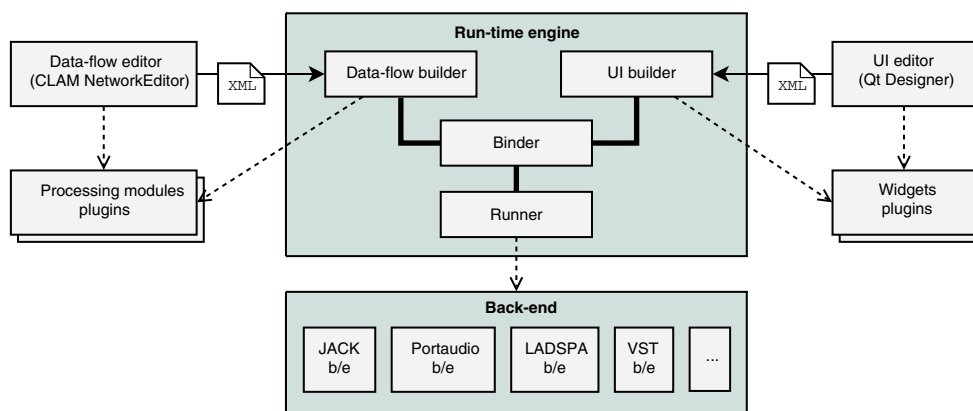 Run-time engine
Data-flow editor
(CLAM NetworkEditor)
XML
Data-flow builder
UI builder
XML
UI editor
(Qt Designer)
Binder
Processing modules
plugins
Runner
Widgets
plugins
Back-end
JACK
b/e
Portaudio
b/e
LADSPA
b/e
VST
b/e
...